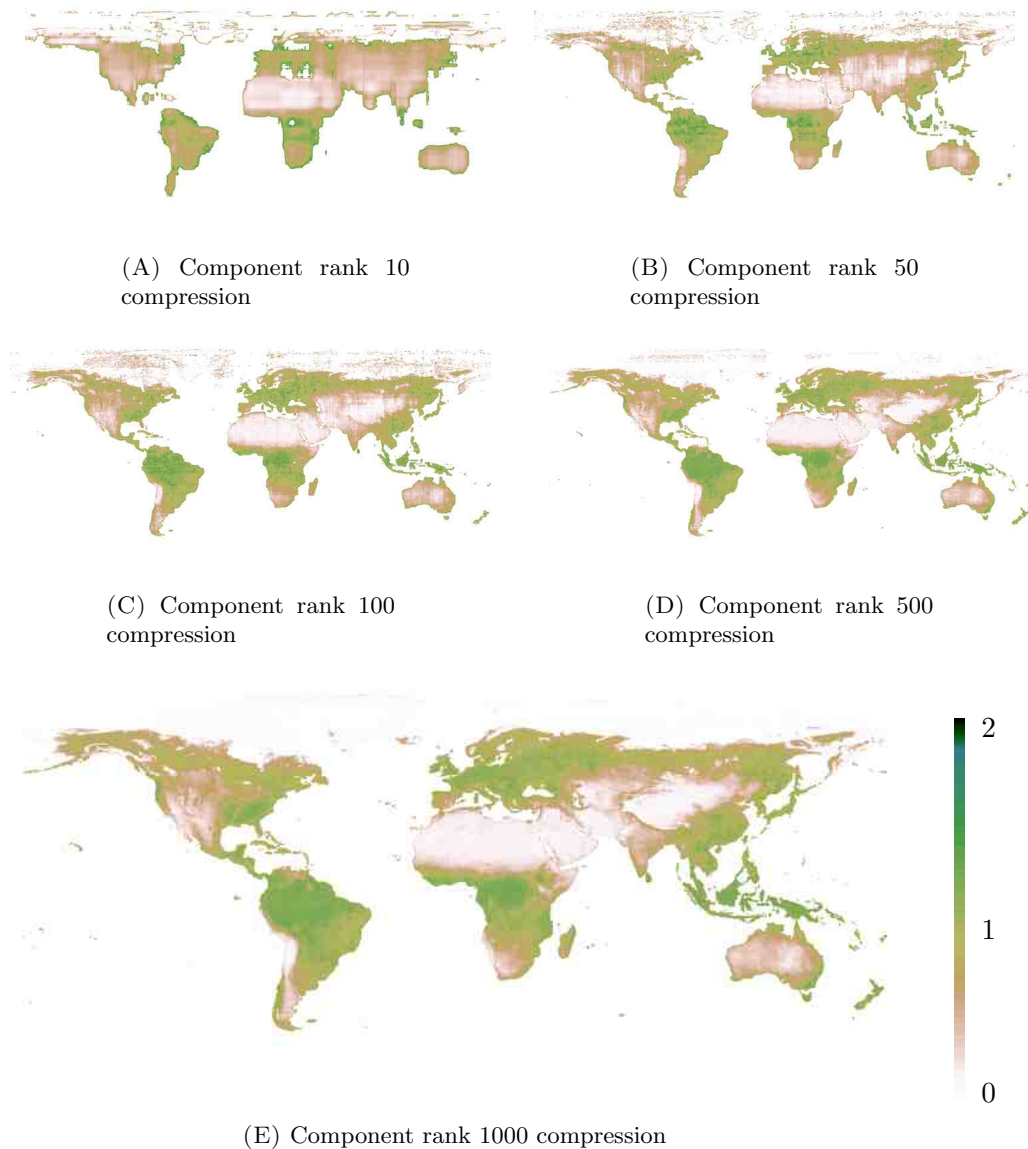 (A) Component rank 10
compression
(B) Component rank 50
compression
(C) Component rank 100
compression
(D) Component rank 500
compression
2
1
0
(E) Component rank 1000 compression